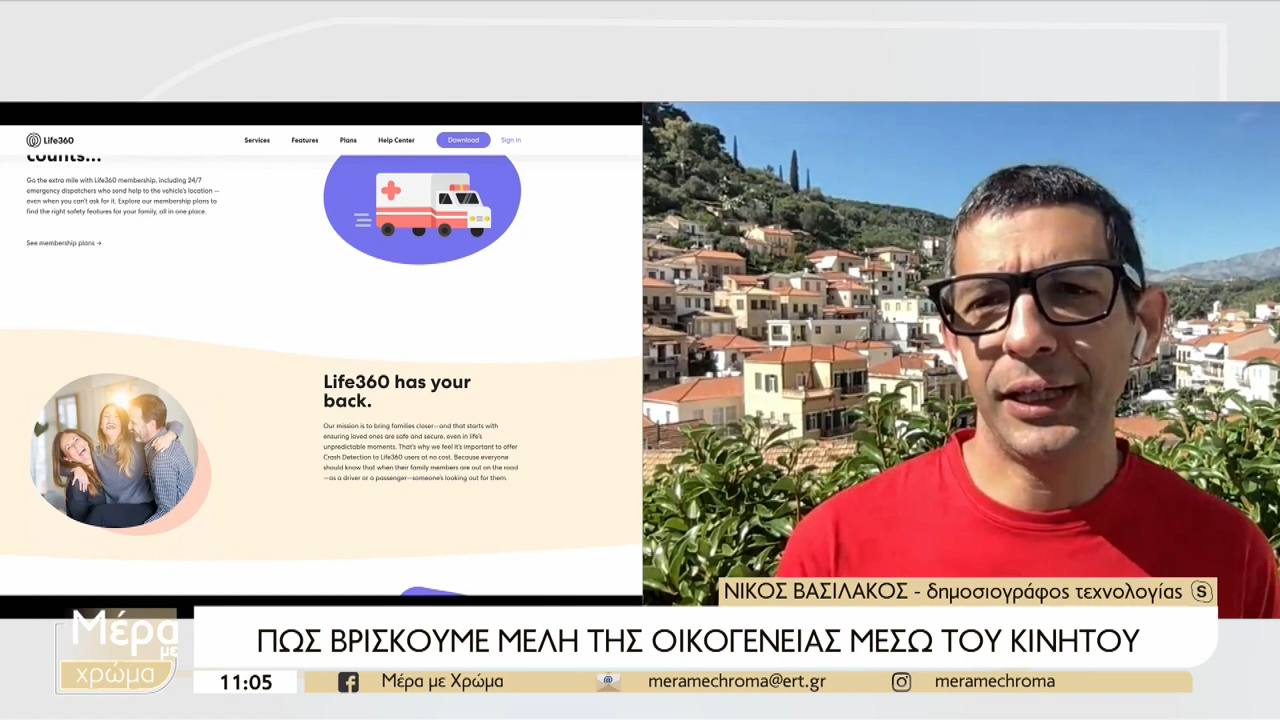 Life360
Services Features Plans Help Center Download Sign in
counts...
Go the extra mile with Life360 membership, including 24/7
emergency dispatchers who send help to the vehicle's location —
even when you can't ask for it. Explore our membership plans to
find the right safety features for your family, all in one place.
See membership plans →
Life360 has your
back.
Our mission is to bring families closer—and that starts with
ensuring loved ones are safe and secure, even in life's
unpredictable moments. That's why we feel it's important to offer
Crash Detection to Life360 users at no cost. Because everyone
should know that when their family members are out on the road
—as a driver or a passenger—someone's looking out for them.
ΝΙΚΟΣ ΒΑΣΙΛΑΚΟΣ - δημοσιογράφος τεχνολογίας S
Μέρα
με
χρώμα
ΠΩΣ ΒΡΙΣΚΟΥΜΕ ΜΕΛΗ ΤΗΣ ΟΙΚΟΓΕΝΕΙΑΣ ΜΕΣΩ ΤΟΥ ΚΙΝΗΤΟΥ
11:05 Μέρα με Χρώμα meramechroma@ert.gr meramechroma